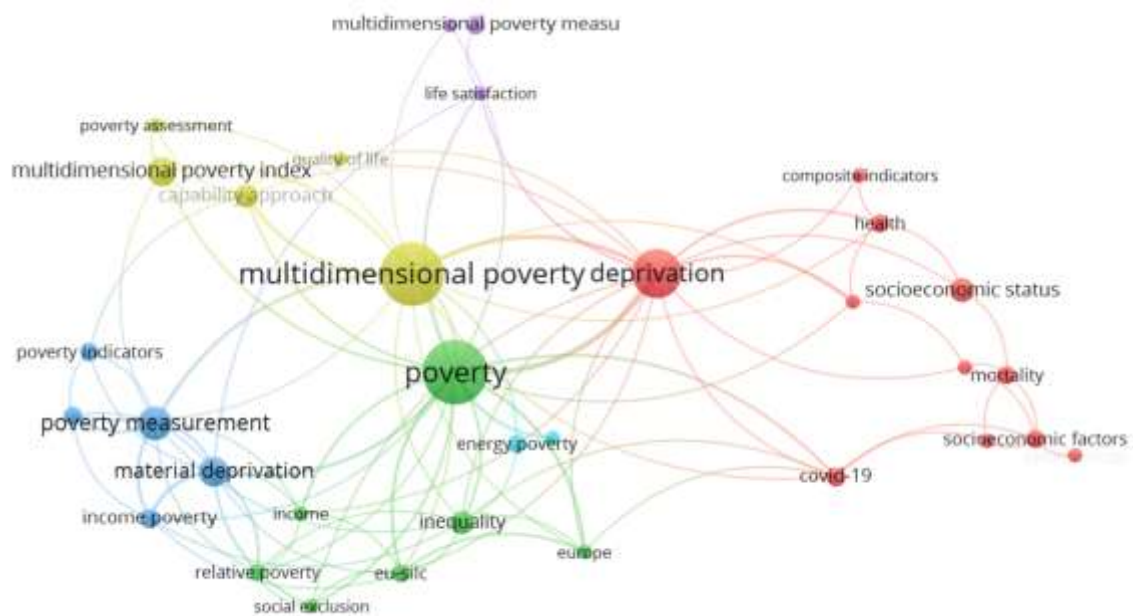 multidimensional poverty measu
life satisfaction
poverty assessment
quality of life
multidimensional poverty index
capability approach
composite indicators
health
multidimensional poverty
deprivation
socioeconomic status
poverty indicators
poverty
mortality
poverty measurement
energy poverty
socioeconomic factors
material deprivation
covid-19
income poverty
income
inequality
europe
relative poverty
eu-silc
social exclusion